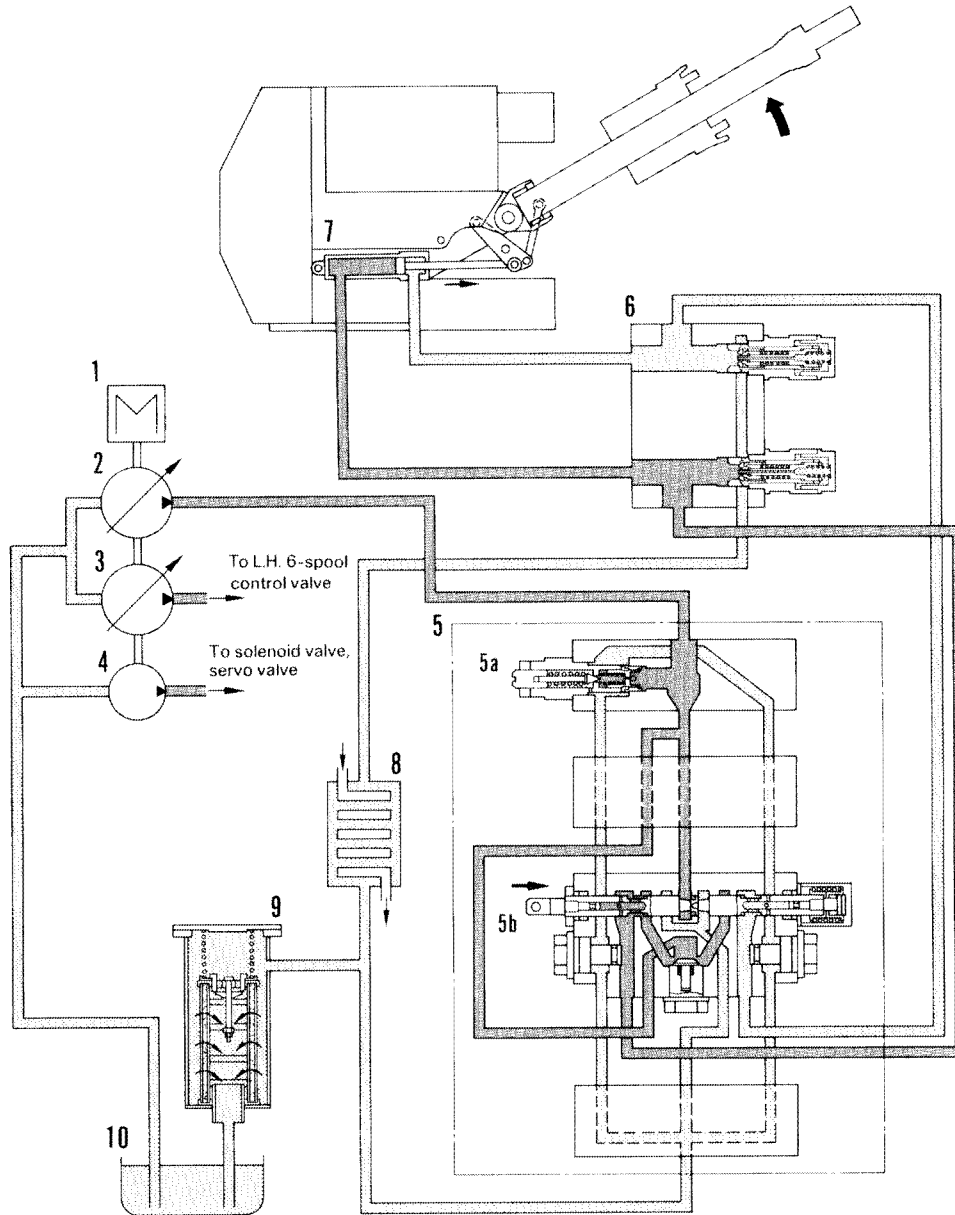 7
6
1
2
3
To L.H. 6-spool
control valve
4
To solenoid valve,
servo valve
5
5a
8
5b
9
10